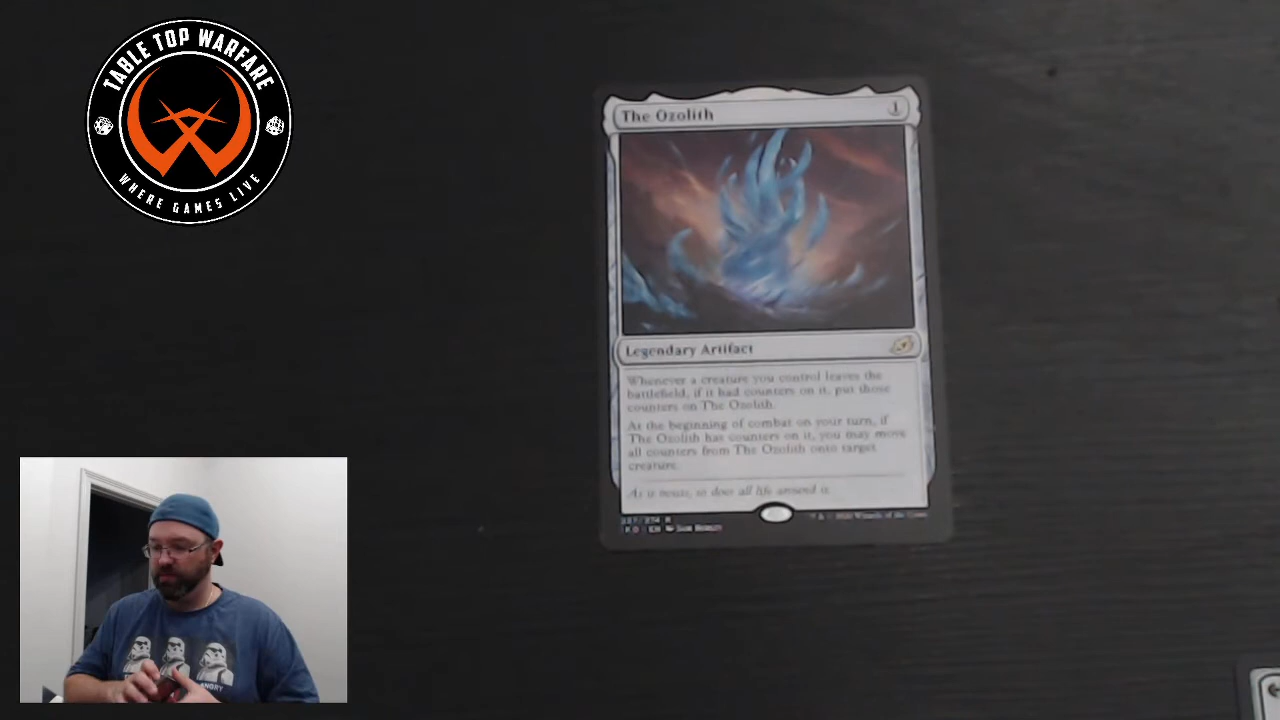 TABLE TOP WARFARE
WHERE GAMES LIVE
The Ozolith
1
Legendary Artifact
Whenever a creature you control leaves the
battlefield, if it had counters on it, put those
counters on The Ozolith.
At the beginning of combat on your turn, if
The Ozolith has counters on it, you may move
all counters from The Ozolith onto target
creature.
As it pulses, so does all life around it.
ANGRY